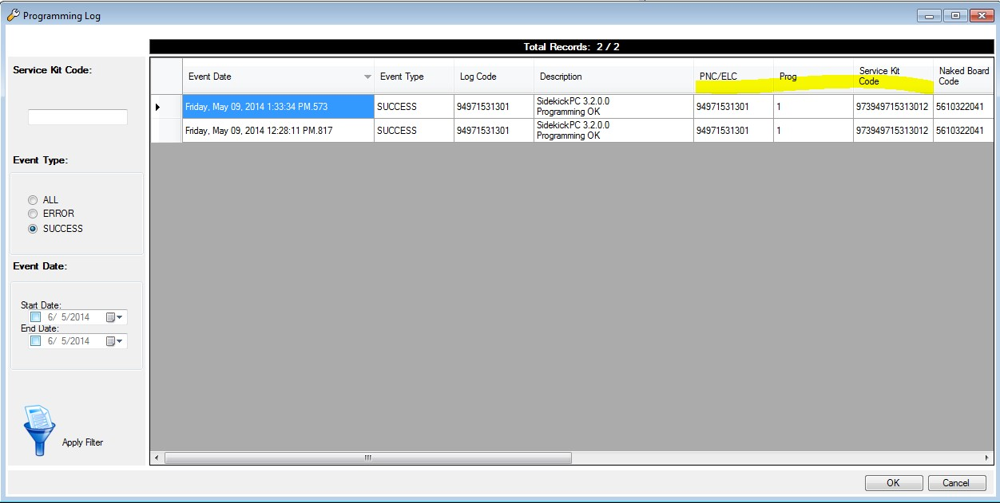 Programming Log
Total Records: 2 / 2
Service Kit Code:
Event Type:
ALL
ERROR
SUCCESS
Event Date:
Start Date:
6/ 5/2014
End Date:
6/ 5/2014
Apply Filter
Event Date Event Type Log Code Description PNC/ELC Prog Service Kit Code Naked Board Code
Friday, May 09, 2014 1:33:34 PM.573 SUCCESS 94971531301 SidekickPC 3.2.0.0 Programming OK 94971531301 1 973949715313012 5610322041
Friday, May 09, 2014 12:28:11 PM.817 SUCCESS 94971531301 SidekickPC 3.2.0.0 Programming OK 94971531301 1 973949715313012 5610322041
OK Cancel